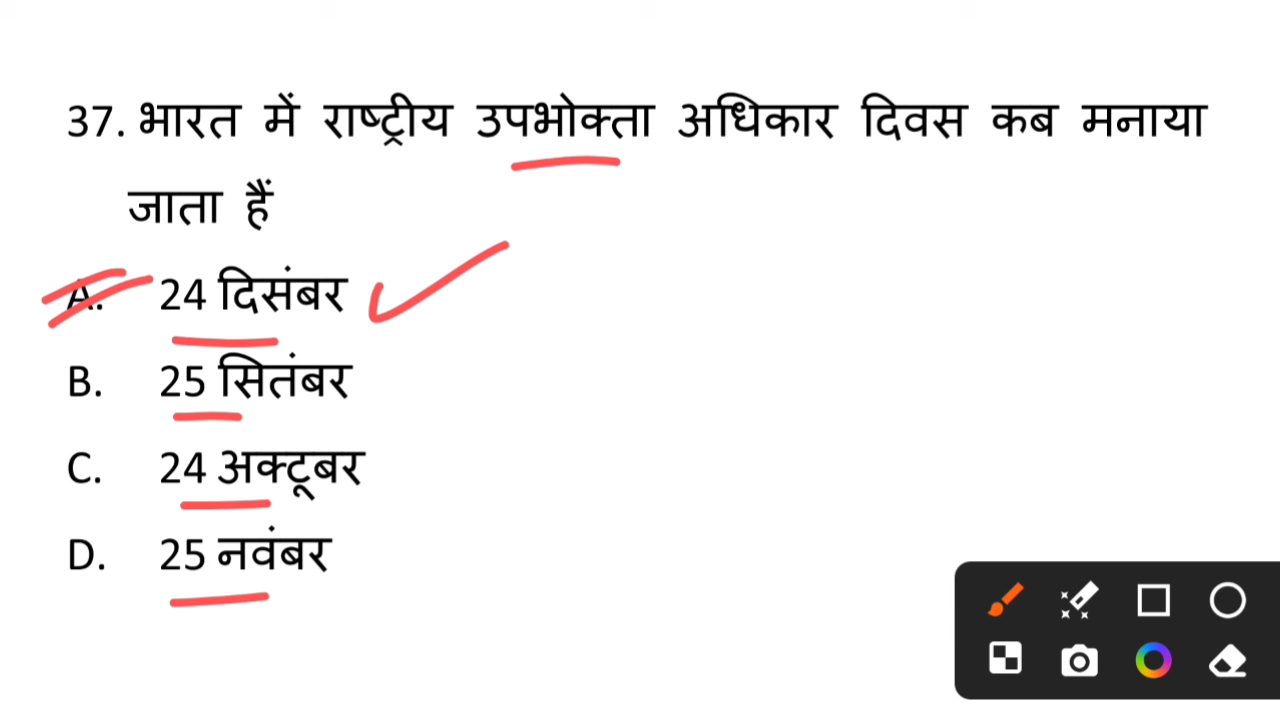 37. भारत में राष्ट्रीय उपभोक्ता अधिकार दिवस कब मनाया
जाता हैं
A. 24 दिसंबर
B. 25 सितंबर
C. 24 अक्टूबर
D. 25 नवंबर